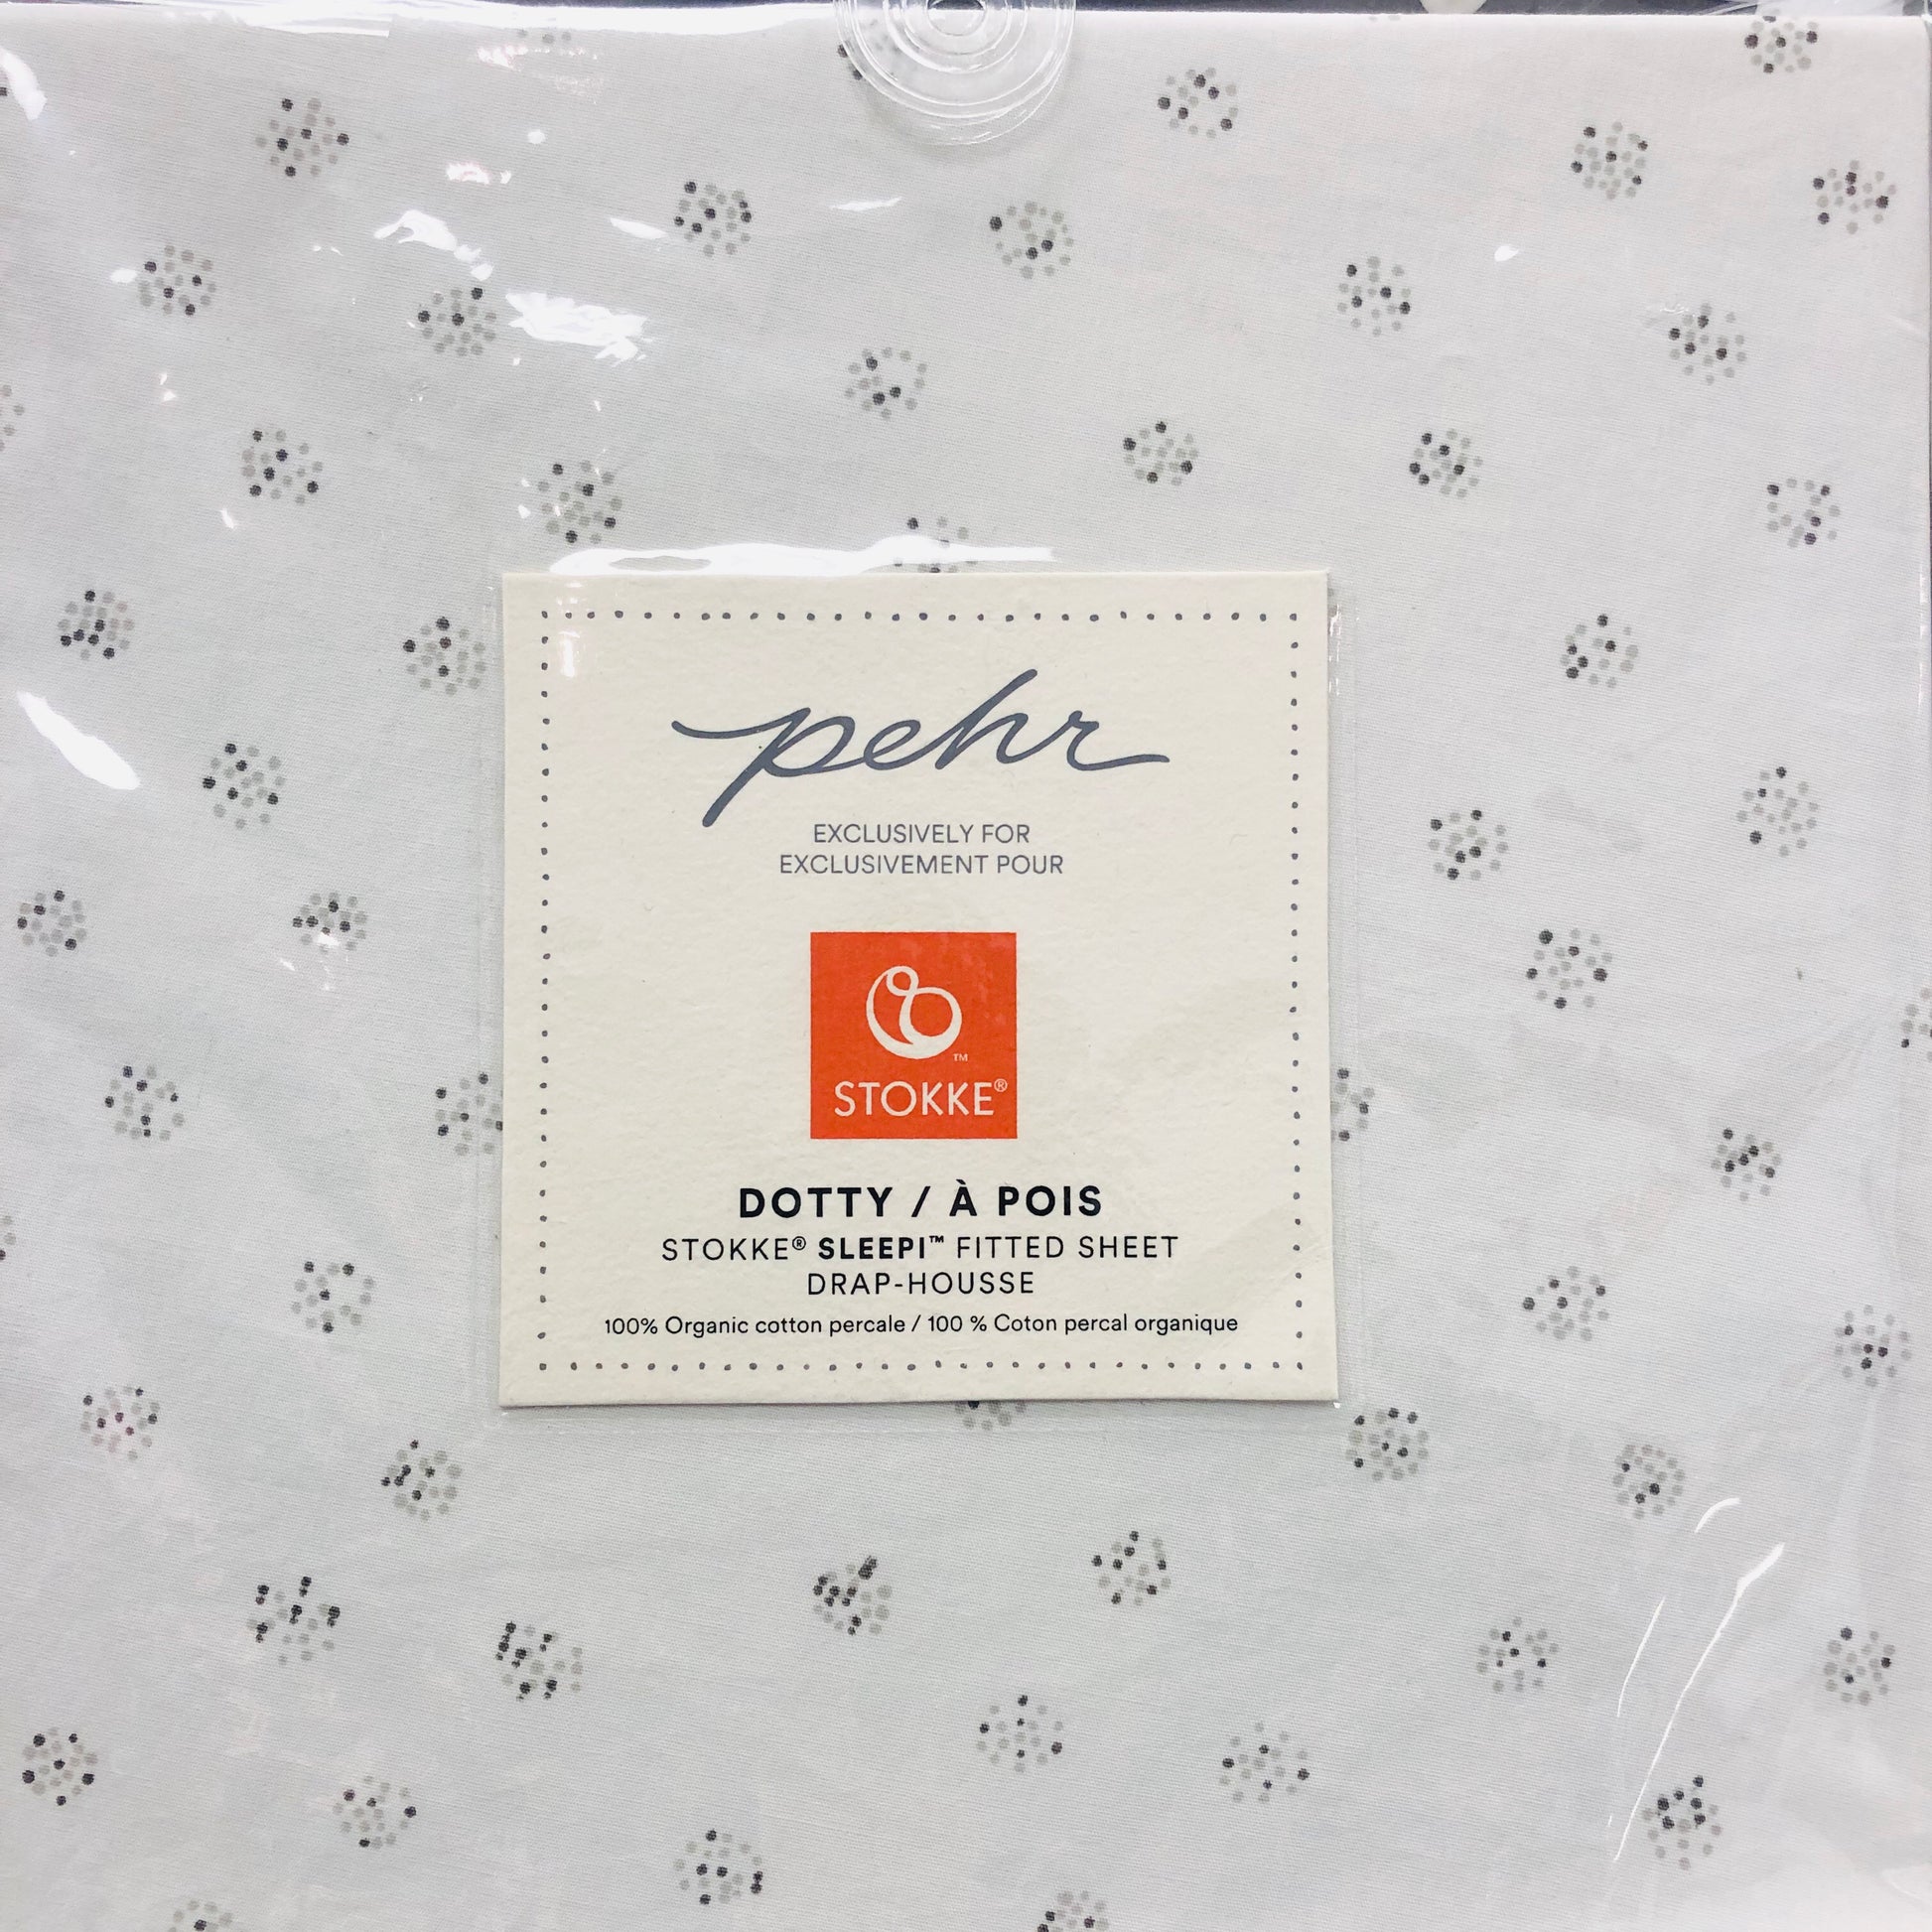 pehr
EXCLUSIVELY FOR
EXCLUSIVEMENT POUR
™
STOKKE®
DOTTY / À POIS
STOKKE® SLEEPI™ FITTED SHEET
DRAP-HOUSSE
100% Organic cotton percale / 100 % Coton percal organique